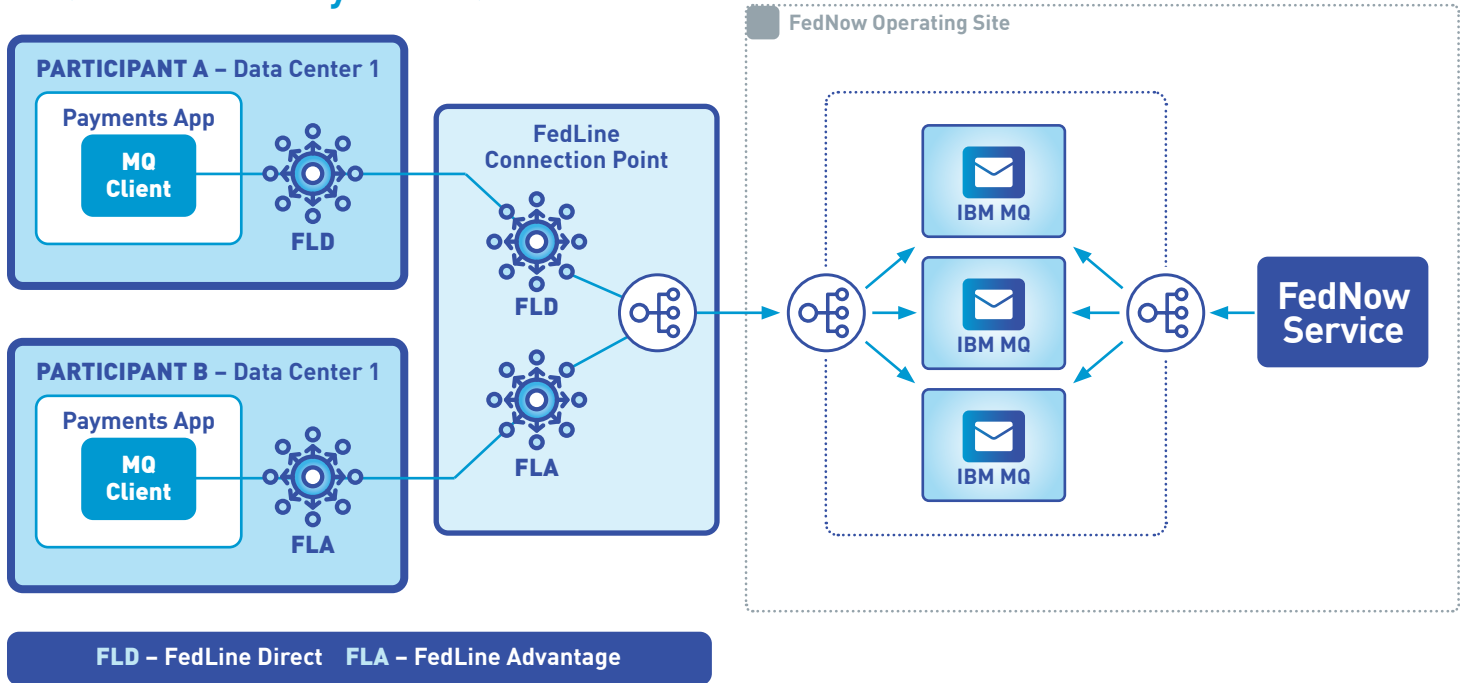 FedNow Operating Site
PARTICIPANT A – Data Center 1
Payments App
MQ
Client
FLD
FedLine
Connection Point
FLD
FLA
PARTICIPANT B – Data Center 1
Payments App
MQ
Client
FLA
IBM MQ
IBM MQ
IBM MQ
FedNow
Service
FLD – FedLine Direct FLA – FedLine Advantage